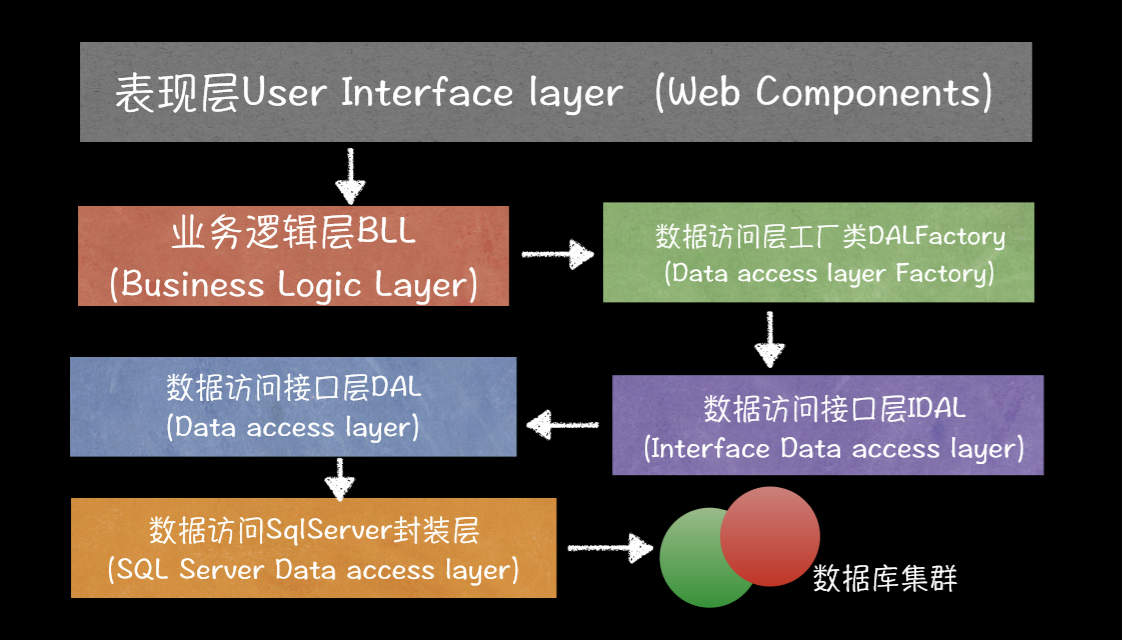 表现层User Interface layer （Web Components）
业务逻辑层BLL
(Business Logic Layer)
数据访问层工厂类DALFactory
(Data access layer Factory)
数据访问接口层DAL
(Data access layer)
数据访问接口层IDAL
(Interface Data access layer)
数据访问SqlServer封装层
(SQL Server Data access layer)
数据库集群